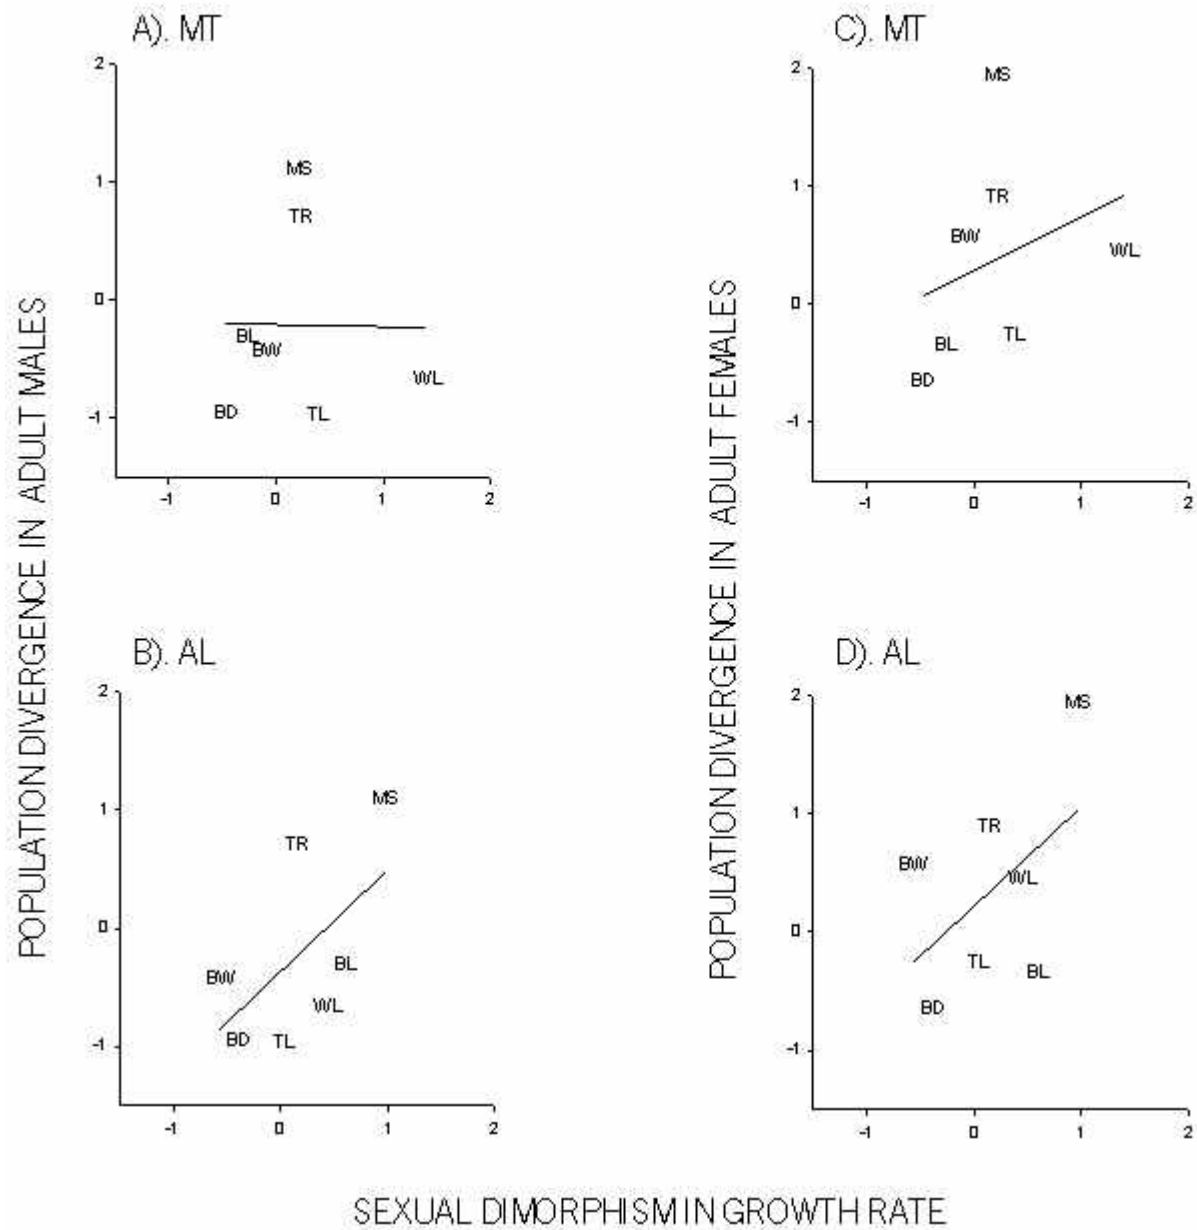 A). MT
2
1
0
-1
-1
0
1
2
MS
TR
BL
BW
WL
BD
TL
C). MT
2
1
0
-1
-1
0
1
2
MS
TR
BW
WL
TL
BL
BD
B). AL
2
1
0
-1
-1
0
1
2
MS
TR
BL
BW
WL
BD
TL
D). AL
2
1
0
-1
-1
0
1
2
MS
TR
BW
WL
TL
BL
BD
POPULATION DIVERGENCE IN ADULT MALES
POPULATION DIVERGENCE IN ADULT FEMALES
SEXUAL DIMORPHISM IN GROWTH RATE